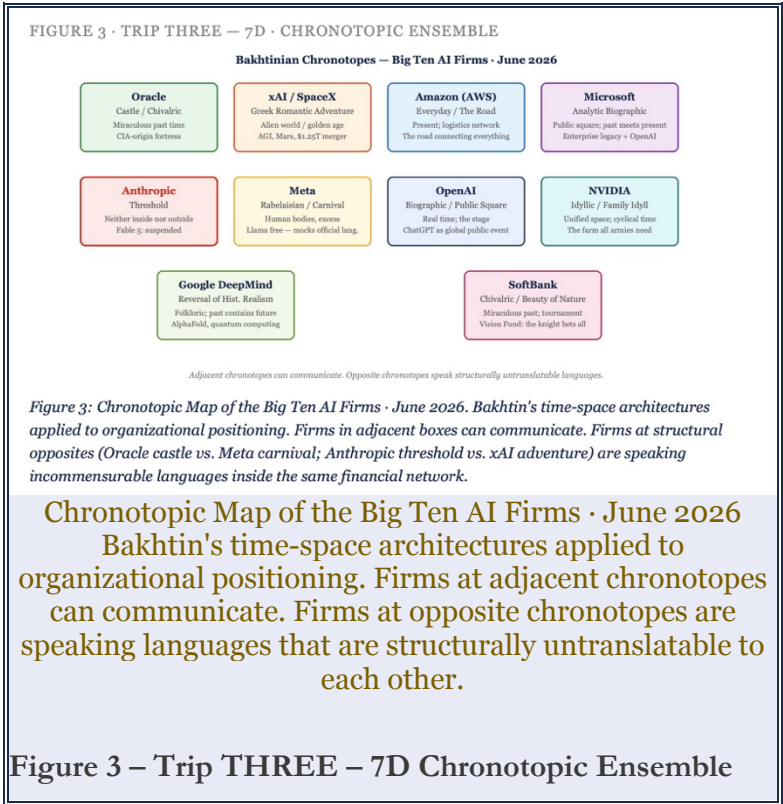 FIGURE 3 · TRIP THREE — 7D · CHRONOTOPIC ENSEMBLE
Bakhtinian Chronotopes — Big Ten AI Firms · June 2026
Oracle
Castle / Chivalric
Miraculous past time
CIA-origin fortress
xAI / SpaceX
Greek Romantic Adventure
Alien world / golden age
AGI, Mars, $1.25T merger
Amazon (AWS)
Everyday / The Road
Present; logistics network
The road connecting everything
Microsoft
Analytic Biographic
Public square; past meets present
Enterprise legacy + OpenAI
Anthropic
Threshold
Neither inside nor outside
Fable 5: suspended
Meta
Rabelaisian / Carnival
Human bodies, excess
Llama free — mocks official lang.
OpenAI
Biographic / Public Square
Real time; the stage
ChatGPT as global public event
NVIDIA
Idyllic / Family Idyll
Unified space; cyclical time
The farm all armies need
Google DeepMind
Reversal of Hist. Realism
Folkloric; past contains future
AlphaFold, quantum computing
SoftBank
Chivalric / Beauty of Nature
Miraculous past; tournament
Vision Fund: the knight bets all
Adjacent chronotopes can communicate. Opposite chronotopes speak structurally untranslatable languages.
Figure 3: Chronotopic Map of the Big Ten AI Firms · June 2026. Bakhtin's time-space architectures
applied to organizational positioning. Firms in adjacent boxes can communicate. Firms at structural
opposites (Oracle castle vs. Meta carnival; Anthropic threshold vs. xAI adventure) are speaking
incommensurable languages inside the same financial network.
Chronotopic Map of the Big Ten AI Firms · June 2026
Bakhtin's time-space architectures applied to
organizational positioning. Firms at adjacent chronotopes
can communicate. Firms at opposite chronotopes are
speaking languages that are structurally untranslatable to
each other.
Figure 3 – Trip THREE – 7D Chronotopic Ensemble